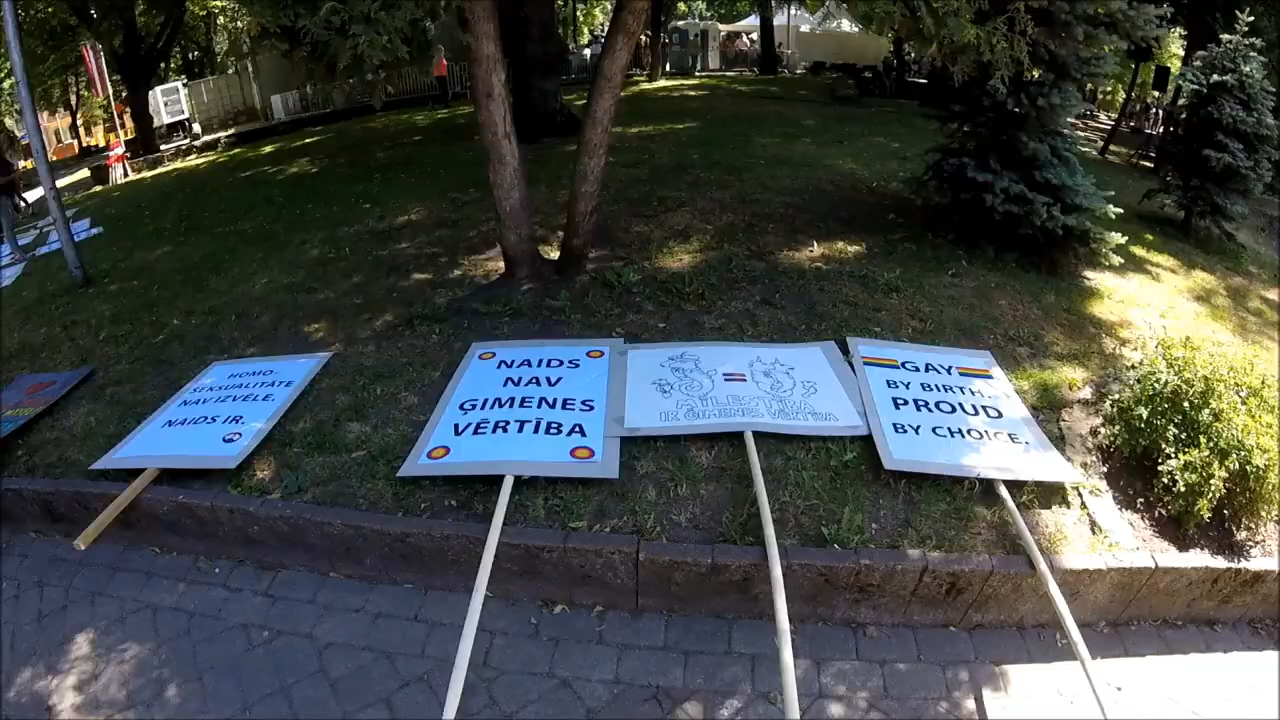 HOMO-
SEKSUALITĀTE
NAV IZVĒLE.
NAIDS IR.
NAIDS
NAV
ĢIMENES
VĒRTĪBA
=
MĪLESTĪBA
IR ĢIMENES VĒRTĪBA
GAY
BY BIRTH.
PROUD
BY CHOICE.